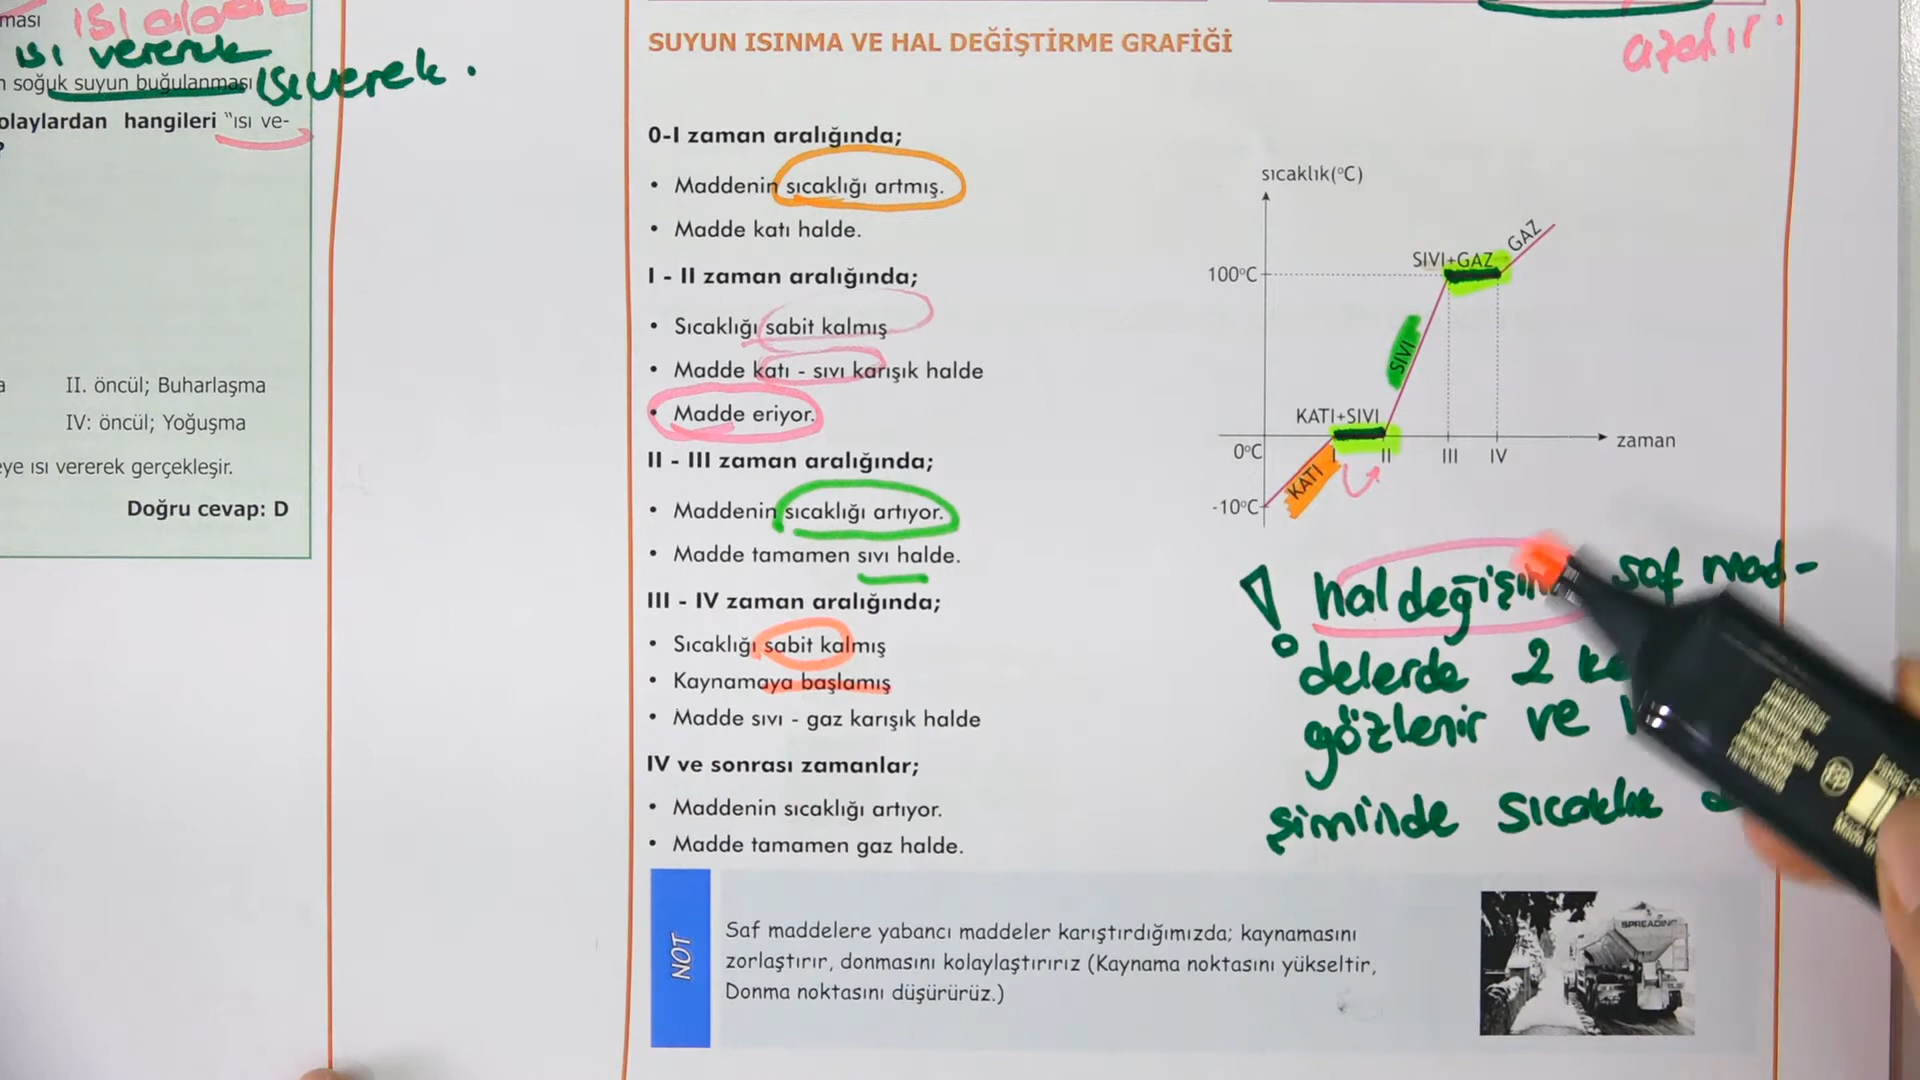 ması ısı alarak
ısı vererek
n soğuk suyun buğulanması ısı verek.
olaylardan hangileri "ısı ve-
?
a II. öncül; Buharlaşma
IV: öncül; Yoğuşma
eye ısı vererek gerçekleşir.
Doğru cevap: D
SUYUN ISINMA VE HAL DEĞİŞTİRME GRAFİĞİ
azalır.
0-I zaman aralığında;
• Maddenin sıcaklığı artmış.
• Madde katı halde.
I - II zaman aralığında;
• Sıcaklığı sabit kalmış
• Madde katı - sıvı karışık halde
• Madde eriyor.
II - III zaman aralığında;
• Maddenin sıcaklığı artıyor.
• Madde tamamen sıvı halde.
III - IV zaman aralığında;
• Sıcaklığı sabit kalmış
• Kaynamaya başlamış
• Madde sıvı - gaz karışık halde
IV ve sonrası zamanlar;
• Maddenin sıcaklığı artıyor.
• Madde tamamen gaz halde.
sıcaklık(°C)
GAZ
SIVI+GAZ
100°C
SIVI
KATI+SIVI
zaman
0°C
I II III IV
KATI
-10°C
! hal değişimi saf mad-
delerde 2
gözlenir ve
şiminde sıcaklık
NOT
Saf maddelere yabancı maddeler karıştırdığımızda; kaynamasını
zorlaştırır, donmasını kolaylaştırırız (Kaynama noktasını yükseltir,
Donma noktasını düşürürüz.)
SPREADING